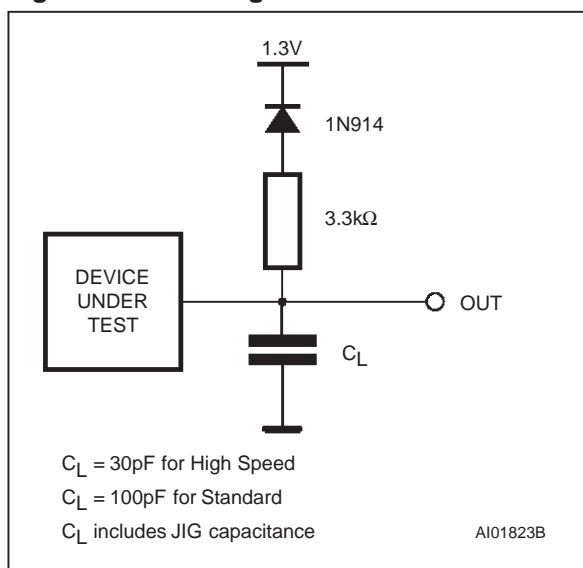 1.3V
1N914
3.3kΩ
DEVICE
UNDER
TEST
OUT
CL
CL = 30pF for High Speed
CL = 100pF for Standard
CL includes JIG capacitance
AI01823B